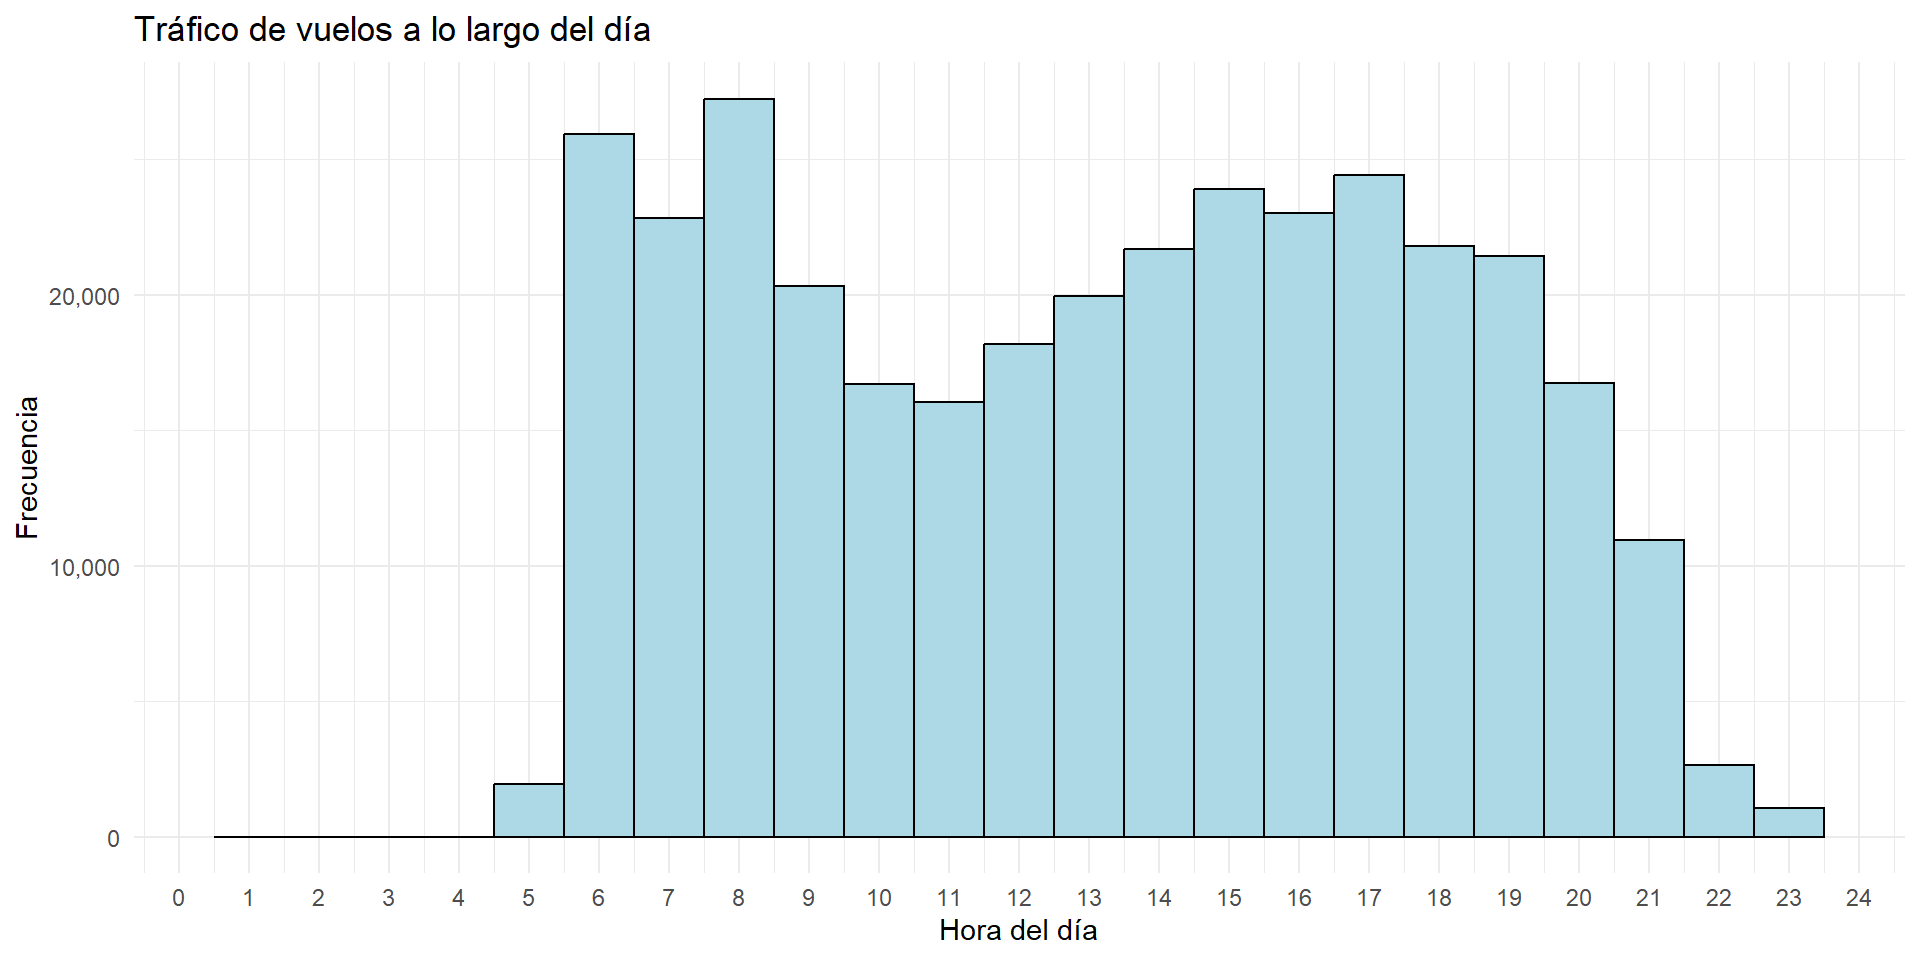 Tráfico de vuelos a lo largo del día
Frecuencia
20,000
10,000
0
0 1 2 3 4 5 6 7 8 9 10 11 12 13 14 15 16 17 18 19 20 21 22 23 24
Hora del día